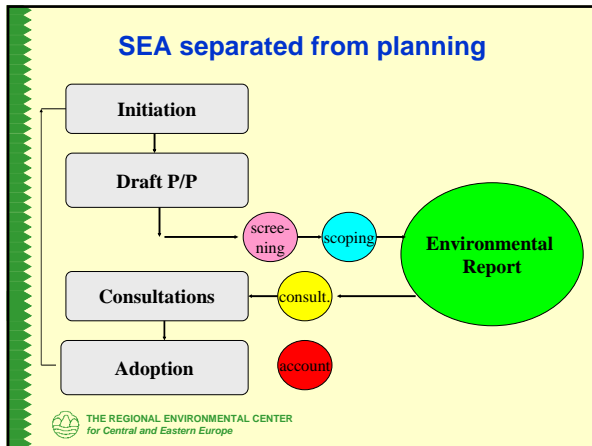 SEA separated from planning
Initiation
Draft P/P
scree-
ning
scoping
Environmental
Report
Consultations
consult.
Adoption
account
THE REGIONAL ENVIRONMENTAL CENTER
for Central and Eastern Europe